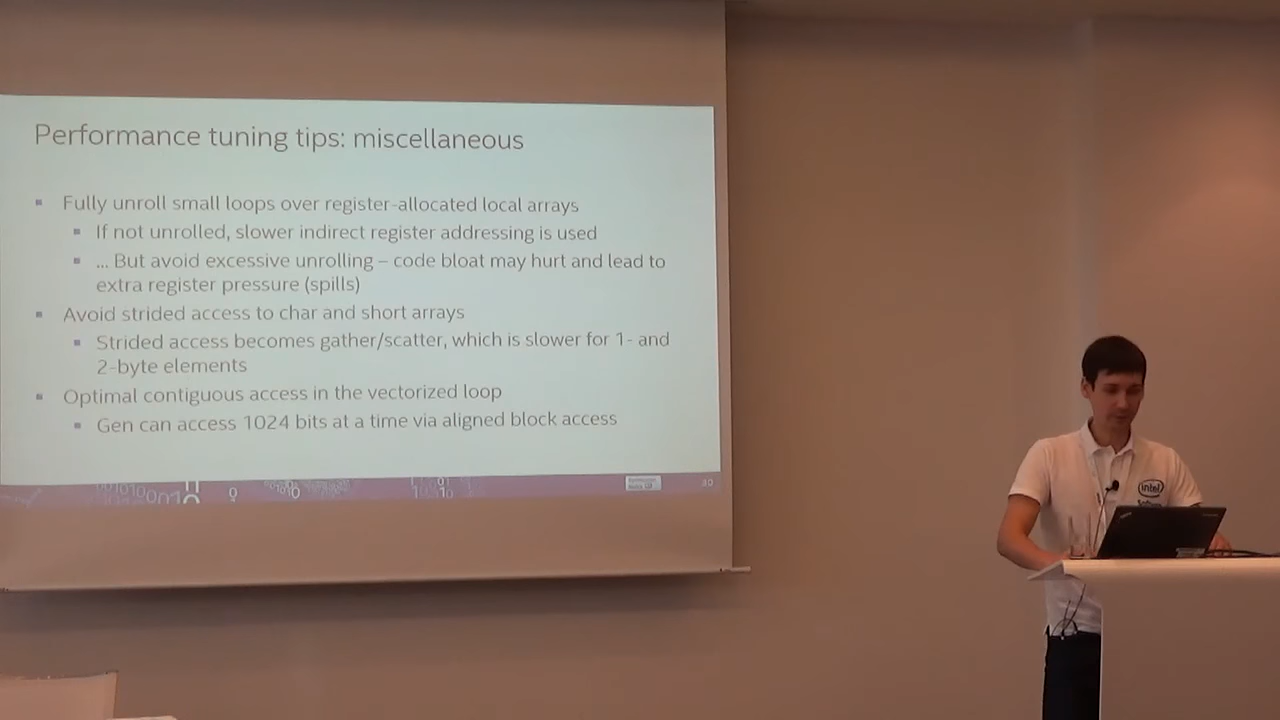 Performance tuning tips: miscellaneous
Fully unroll small loops over register-allocated local arrays
If not unrolled, slower indirect register addressing is used
... But avoid excessive unrolling – code bloat may hurt and lead to
extra register pressure (spills)
Avoid strided access to char and short arrays
Strided access becomes gather/scatter, which is slower for 1- and
2-byte elements
Optimal contiguous access in the vectorized loop
Gen can access 1024 bits at a time via aligned block access
intel